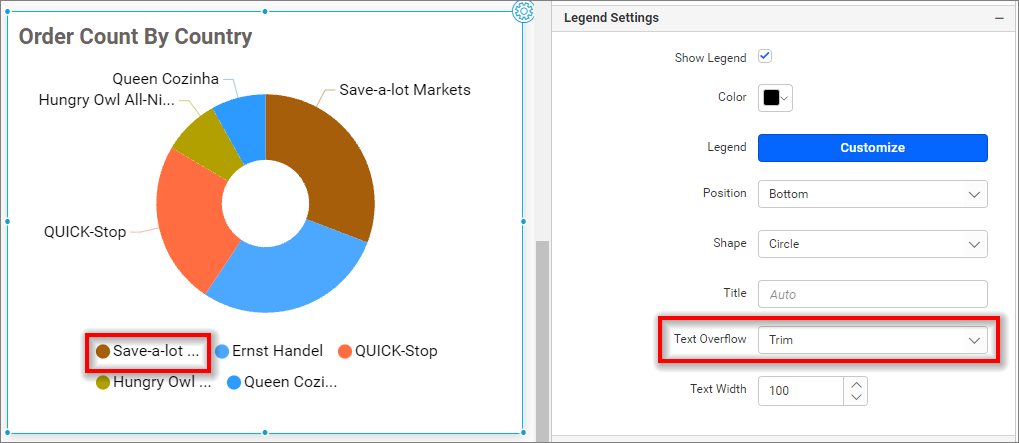 Order Count By Country
Queen Cozinha
Hungry Owl All-Ni...
Save-a-lot Markets
QUICK-Stop
Save-a-lot ...
Ernst Handel
QUICK-Stop
Hungry Owl ...
Queen Cozi...
Legend Settings
Show Legend
Color
Legend
Customize
Position
Bottom
Shape
Circle
Title
Auto
Text Overflow
Trim
Text Width
100